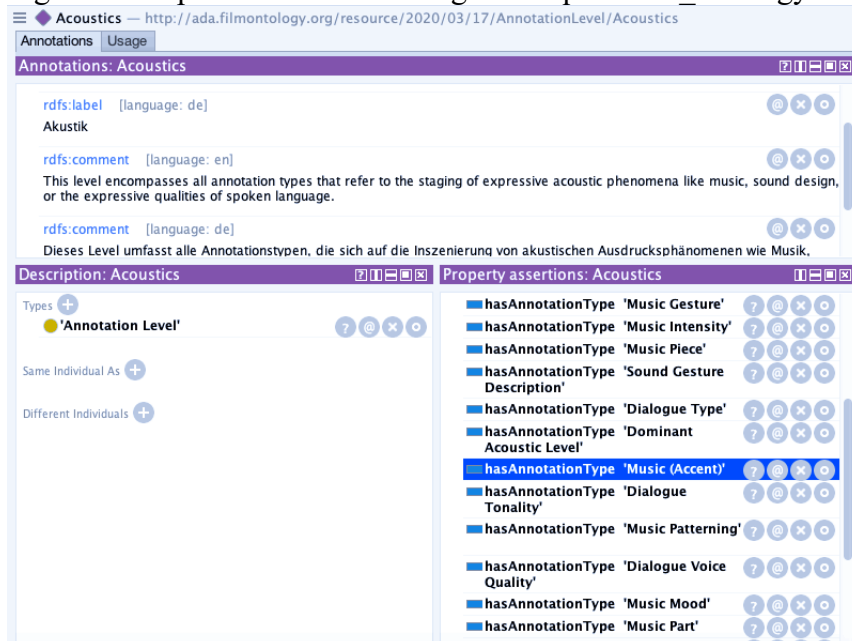 Acoustics — http://ada.filmontology.org/resource/2020/03/17/AnnotationLevel/Acoustics
Annotations Usage
Annotations: Acoustics
rdfs:label [language: de]
Akustik
rdfs:comment [language: en]
This level encompasses all annotation types that refer to the staging of expressive acoustic phenomena like music, sound design,
or the expressive qualities of spoken language.
rdfs:comment [language: de]
Dieses Level umfasst alle Annotationstypen, die sich auf die Inszenierung von akustischen Ausdrucksphänomenen wie Musik,
Description: Acoustics
Types
'Annotation Level'
Same Individual As
Different Individuals
Property assertions: Acoustics
hasAnnotationType 'Music Gesture'
hasAnnotationType 'Music Intensity'
hasAnnotationType 'Music Piece'
hasAnnotationType 'Sound Gesture
Description'
hasAnnotationType 'Dialogue Type'
hasAnnotationType 'Dominant
Acoustic Level'
hasAnnotationType 'Music (Accent)'
hasAnnotationType 'Dialogue
Tonality'
hasAnnotationType 'Music Patterning'
hasAnnotationType 'Dialogue Voice
Quality'
hasAnnotationType 'Music Mood'
hasAnnotationType 'Music Part'